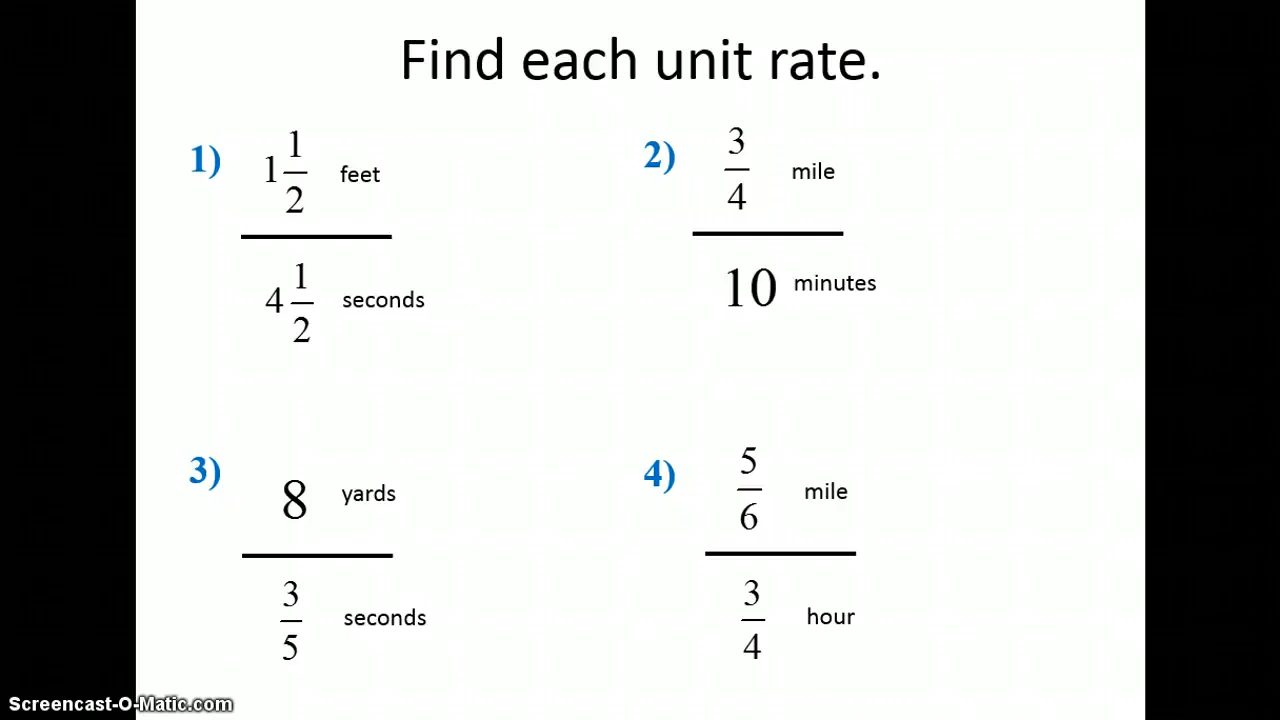 Find each unit rate.
1) 1 1/2 feet
4 1/2 seconds
2) 3/4 mile
10 minutes
3) 8 yards
3/5 seconds
4) 5/6 mile
3/4 hour
Screencast-O-Matic.com